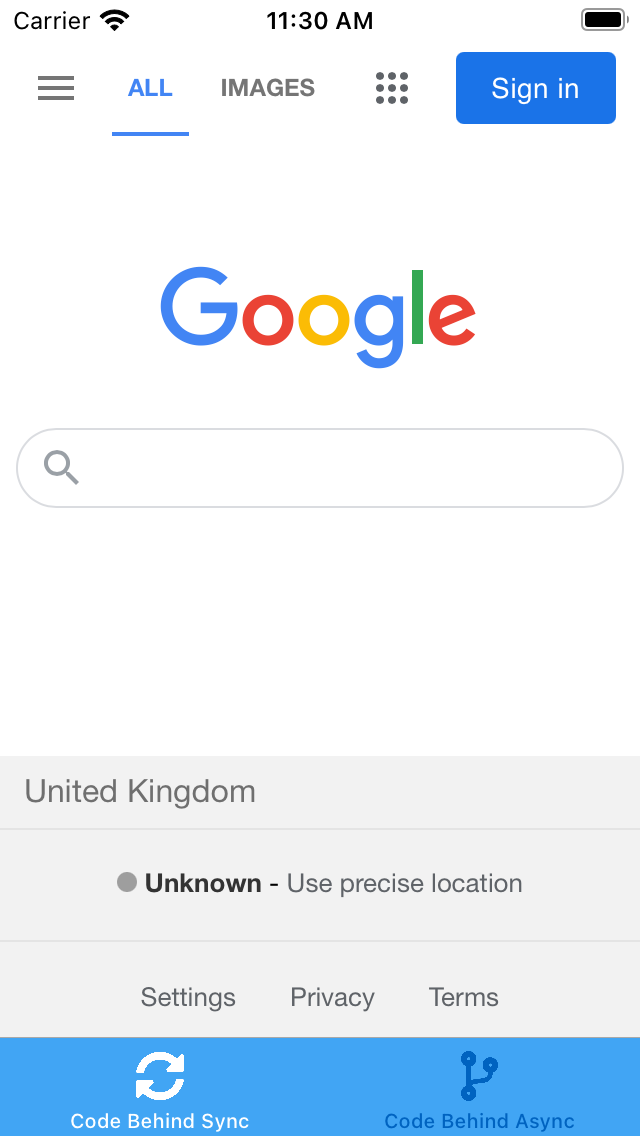 Carrier 11:30 AM
ALL IMAGES Sign in
Google
United Kingdom
Unknown - Use precise location
Settings Privacy Terms
Code Behind Sync Code Behind Async